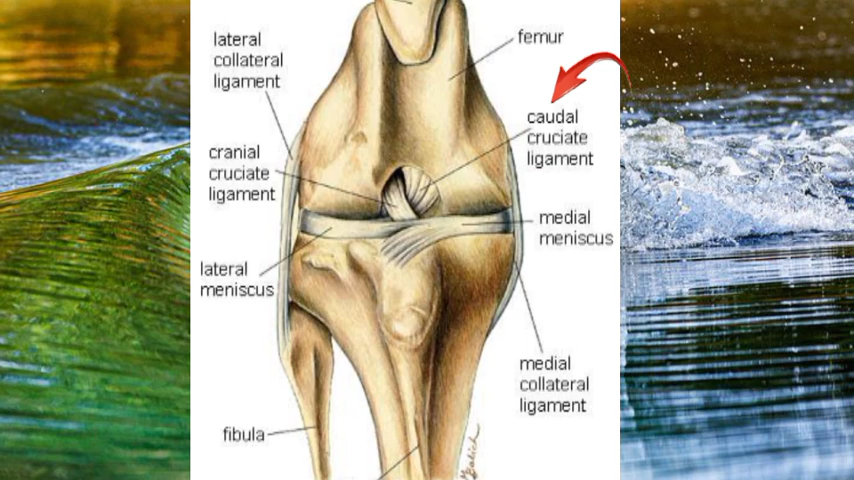 lateral
collateral
ligament
femur
caudal
cruciate
ligament
cranial
cruciate
ligament
medial
meniscus
lateral
meniscus
medial
collateral
ligament
fibula